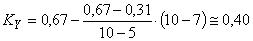 K_Y = 0,67 − (0,67 − 0,31)/(10 − 5) · (10 − 7) ≅ 0,40